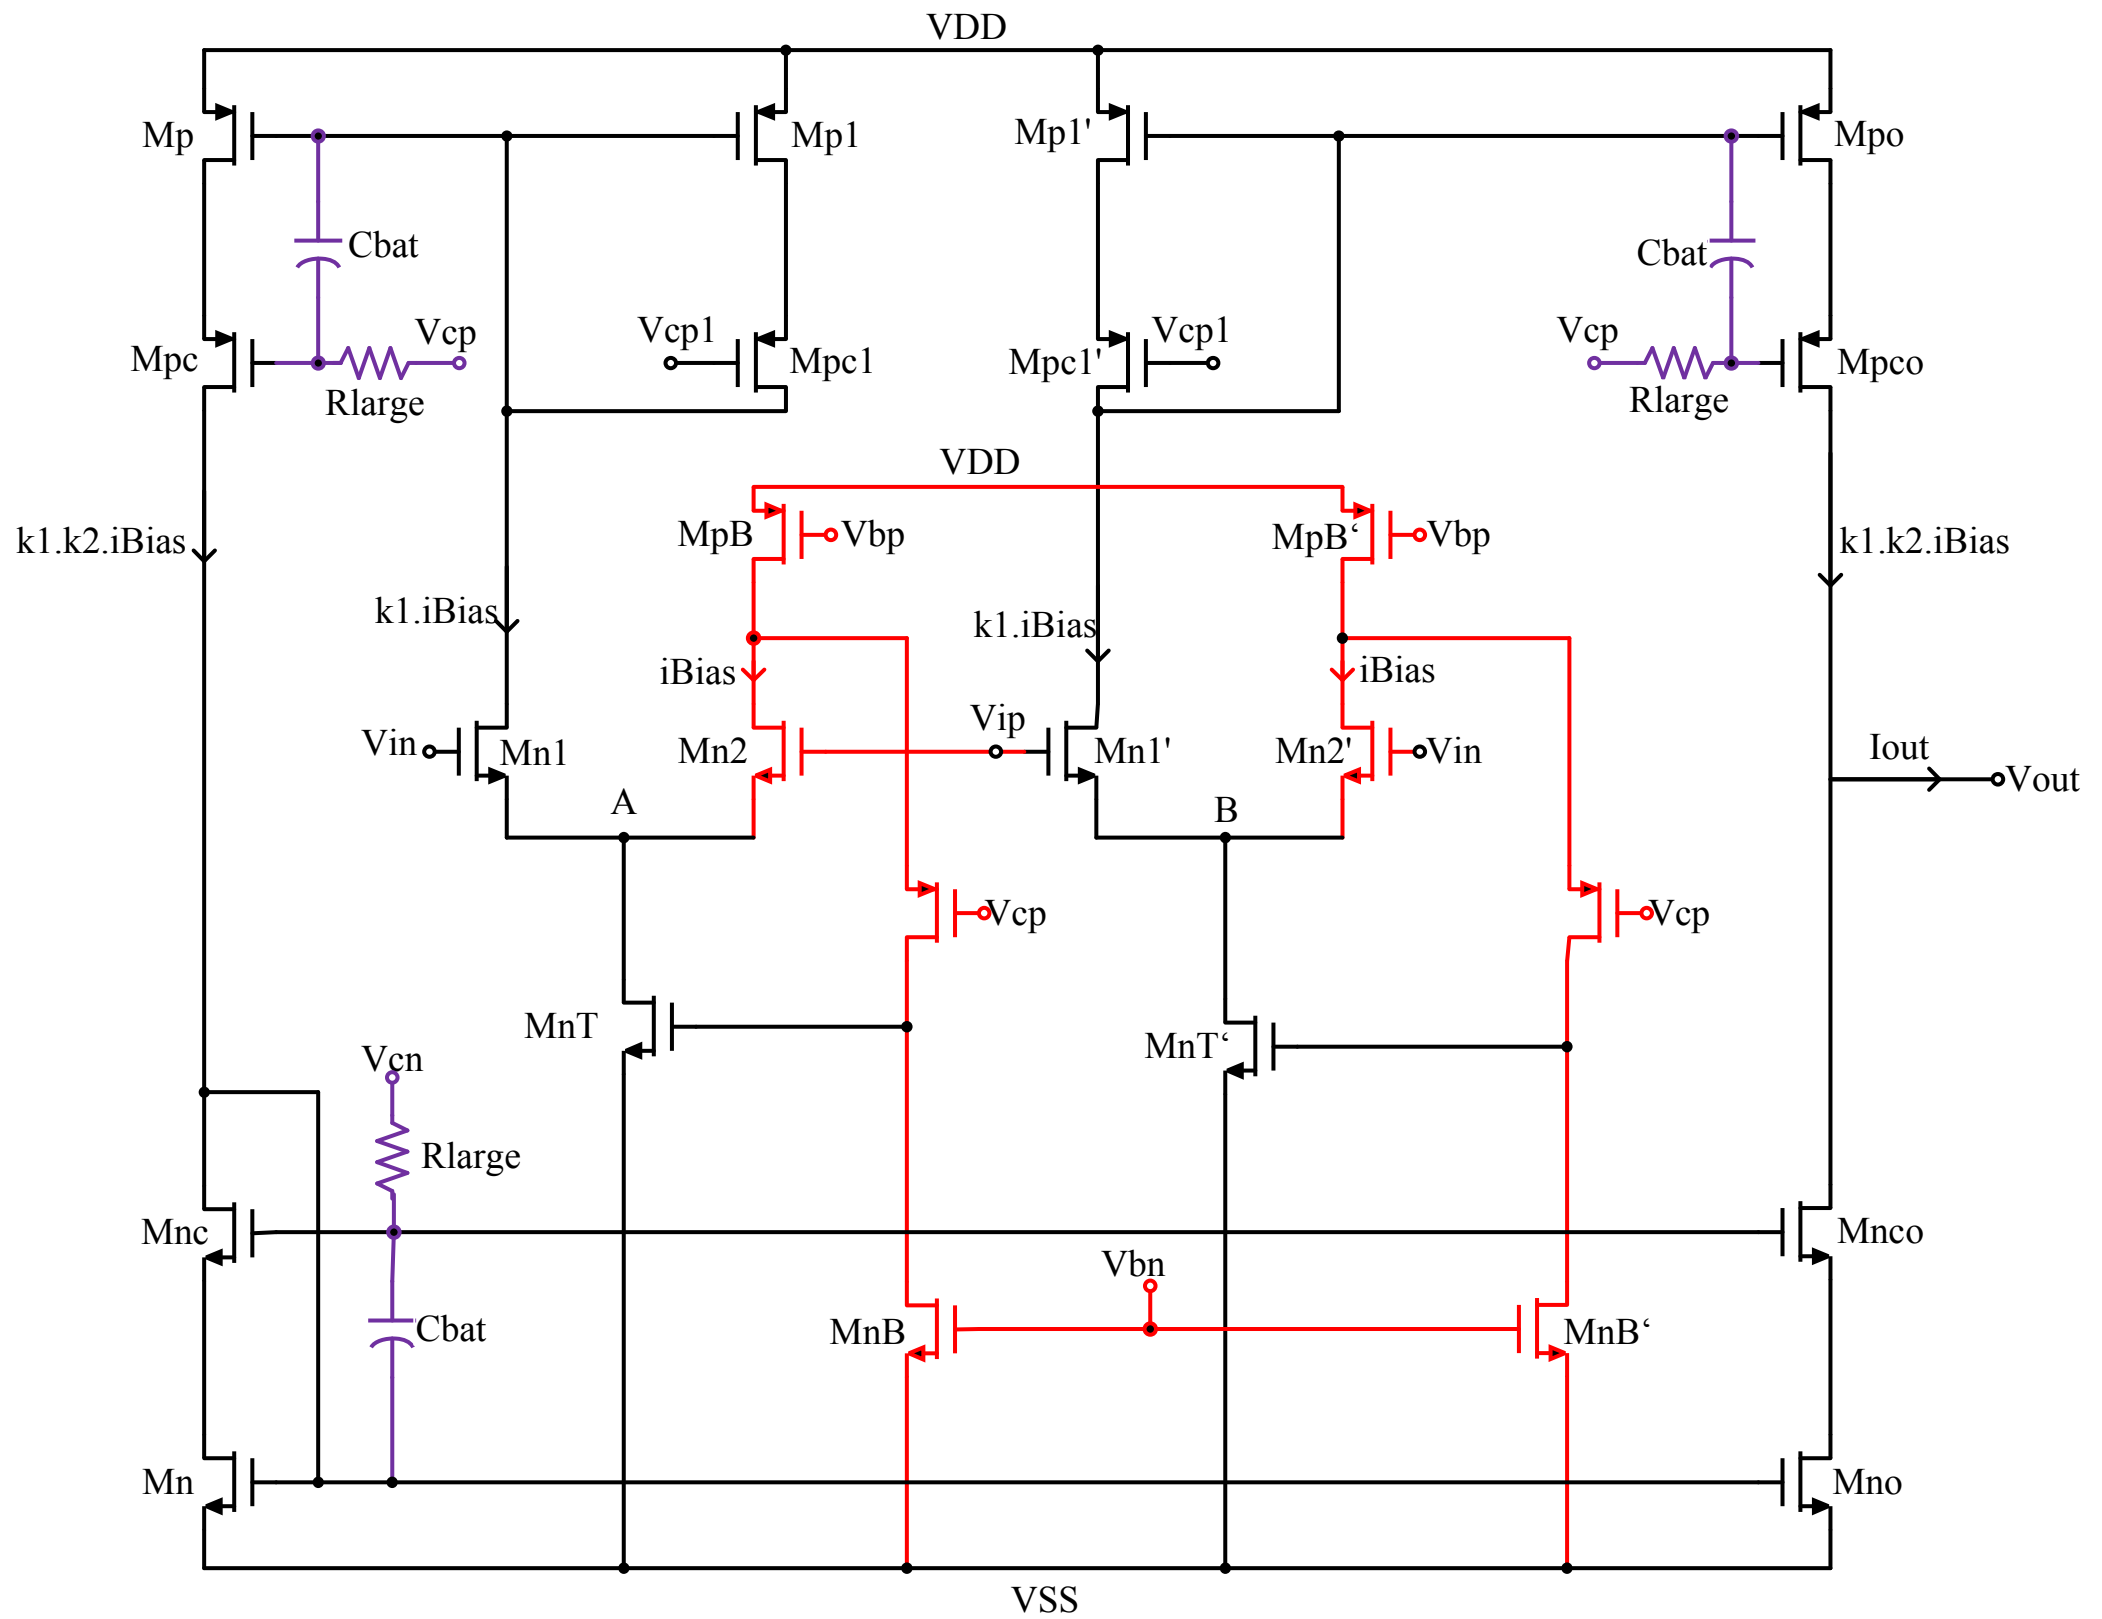 VDD
Mp
Mp1
Mp1'
Mpo
Cbat
Cbat
Vcp
Vcp1
Vcp1
Vcp
Mpc
Mpc1
Mpc1'
Mpco
Rlarge
Rlarge
VDD
k1.k2.iBias
MpB
Vbp
MpB‘
Vbp
k1.k2.iBias
k1.iBias
k1.iBias
iBias
iBias
Vin
Mn1
Mn2
Vip
Mn1'
Mn2'
Vin
Iout
Vout
A
B
Vcp
Vcp
MnT
MnT‘
Vcn
Rlarge
Mnc
Mnco
Vbn
Cbat
MnB
MnB‘
Mn
Mno
VSS